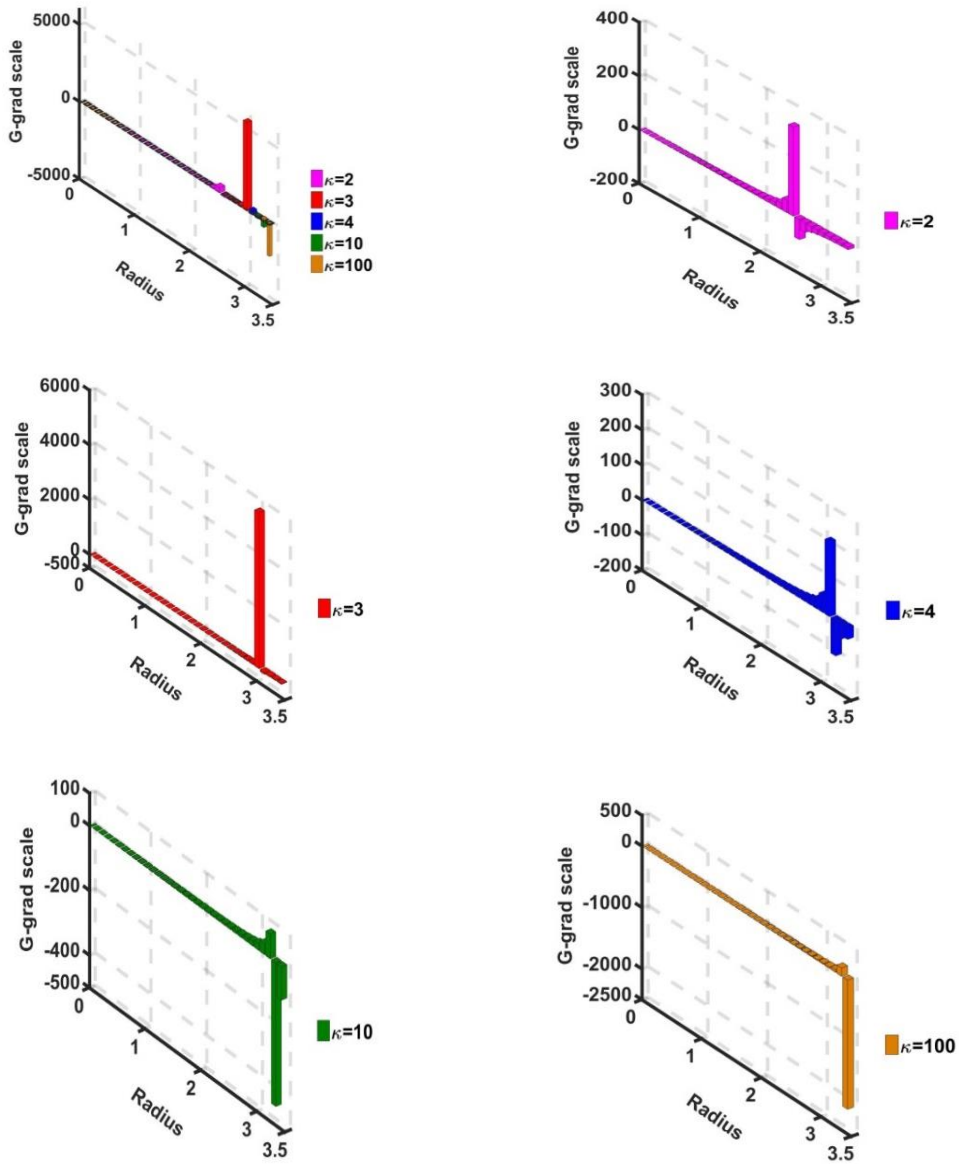 5000
0
-5000
G-grad scale
0
1
2
3
3.5
Radius
κ=2
κ=3
κ=4
κ=10
κ=100
400
200
0
-200
G-grad scale
0
1
2
3
3.5
Radius
κ=2
6000
4000
2000
0
-500
G-grad scale
0
1
2
3
3.5
Radius
κ=3
300
200
100
0
-100
-200
G-grad scale
0
1
2
3
3.5
Radius
κ=4
100
0
-200
-400
-500
G-grad scale
0
1
2
3
3.5
Radius
κ=10
500
0
-1000
-2000
-2500
G-grad scale
0
1
2
3
3.5
Radius
κ=100